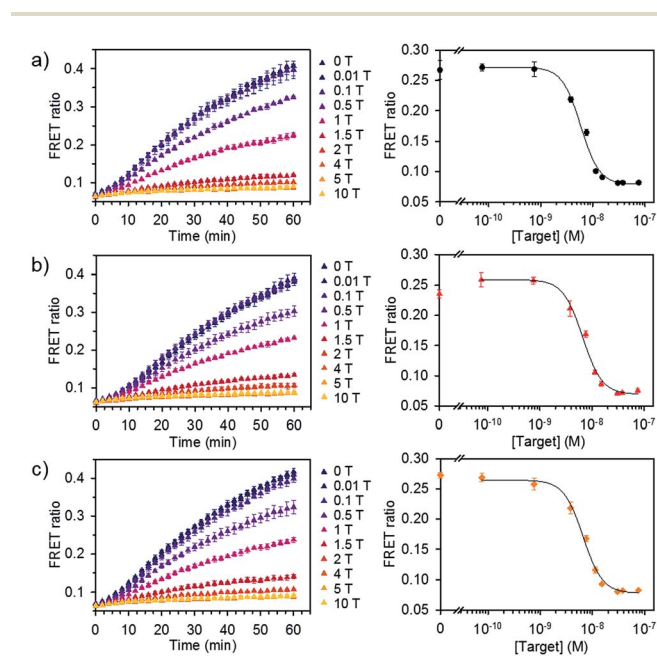 a)
FRET ratio
0.4
0.3
0.2
0.1
0 10 20 30 40 50 60
Time (min)
0 T
0.01 T
0.1 T
0.5 T
1 T
1.5 T
2 T
4 T
5 T
10 T
FRET ratio
0.30
0.25
0.20
0.15
0.10
0.05
0 10⁻¹⁰ 10⁻⁹ 10⁻⁸ 10⁻⁷
[Target] (M)
b)
FRET ratio
0.4
0.3
0.2
0.1
0 10 20 30 40 50 60
Time (min)
0 T
0.01 T
0.1 T
0.5 T
1 T
1.5 T
2 T
4 T
5 T
10 T
FRET ratio
0.30
0.25
0.20
0.15
0.10
0.05
0 10⁻¹⁰ 10⁻⁹ 10⁻⁸ 10⁻⁷
[Target] (M)
c)
FRET ratio
0.4
0.3
0.2
0.1
0 10 20 30 40 50 60
Time (min)
0 T
0.01 T
0.1 T
0.5 T
1 T
1.5 T
2 T
4 T
5 T
10 T
FRET ratio
0.30
0.25
0.20
0.15
0.10
0.05
0 10⁻¹⁰ 10⁻⁹ 10⁻⁸ 10⁻⁷
[Target] (M)